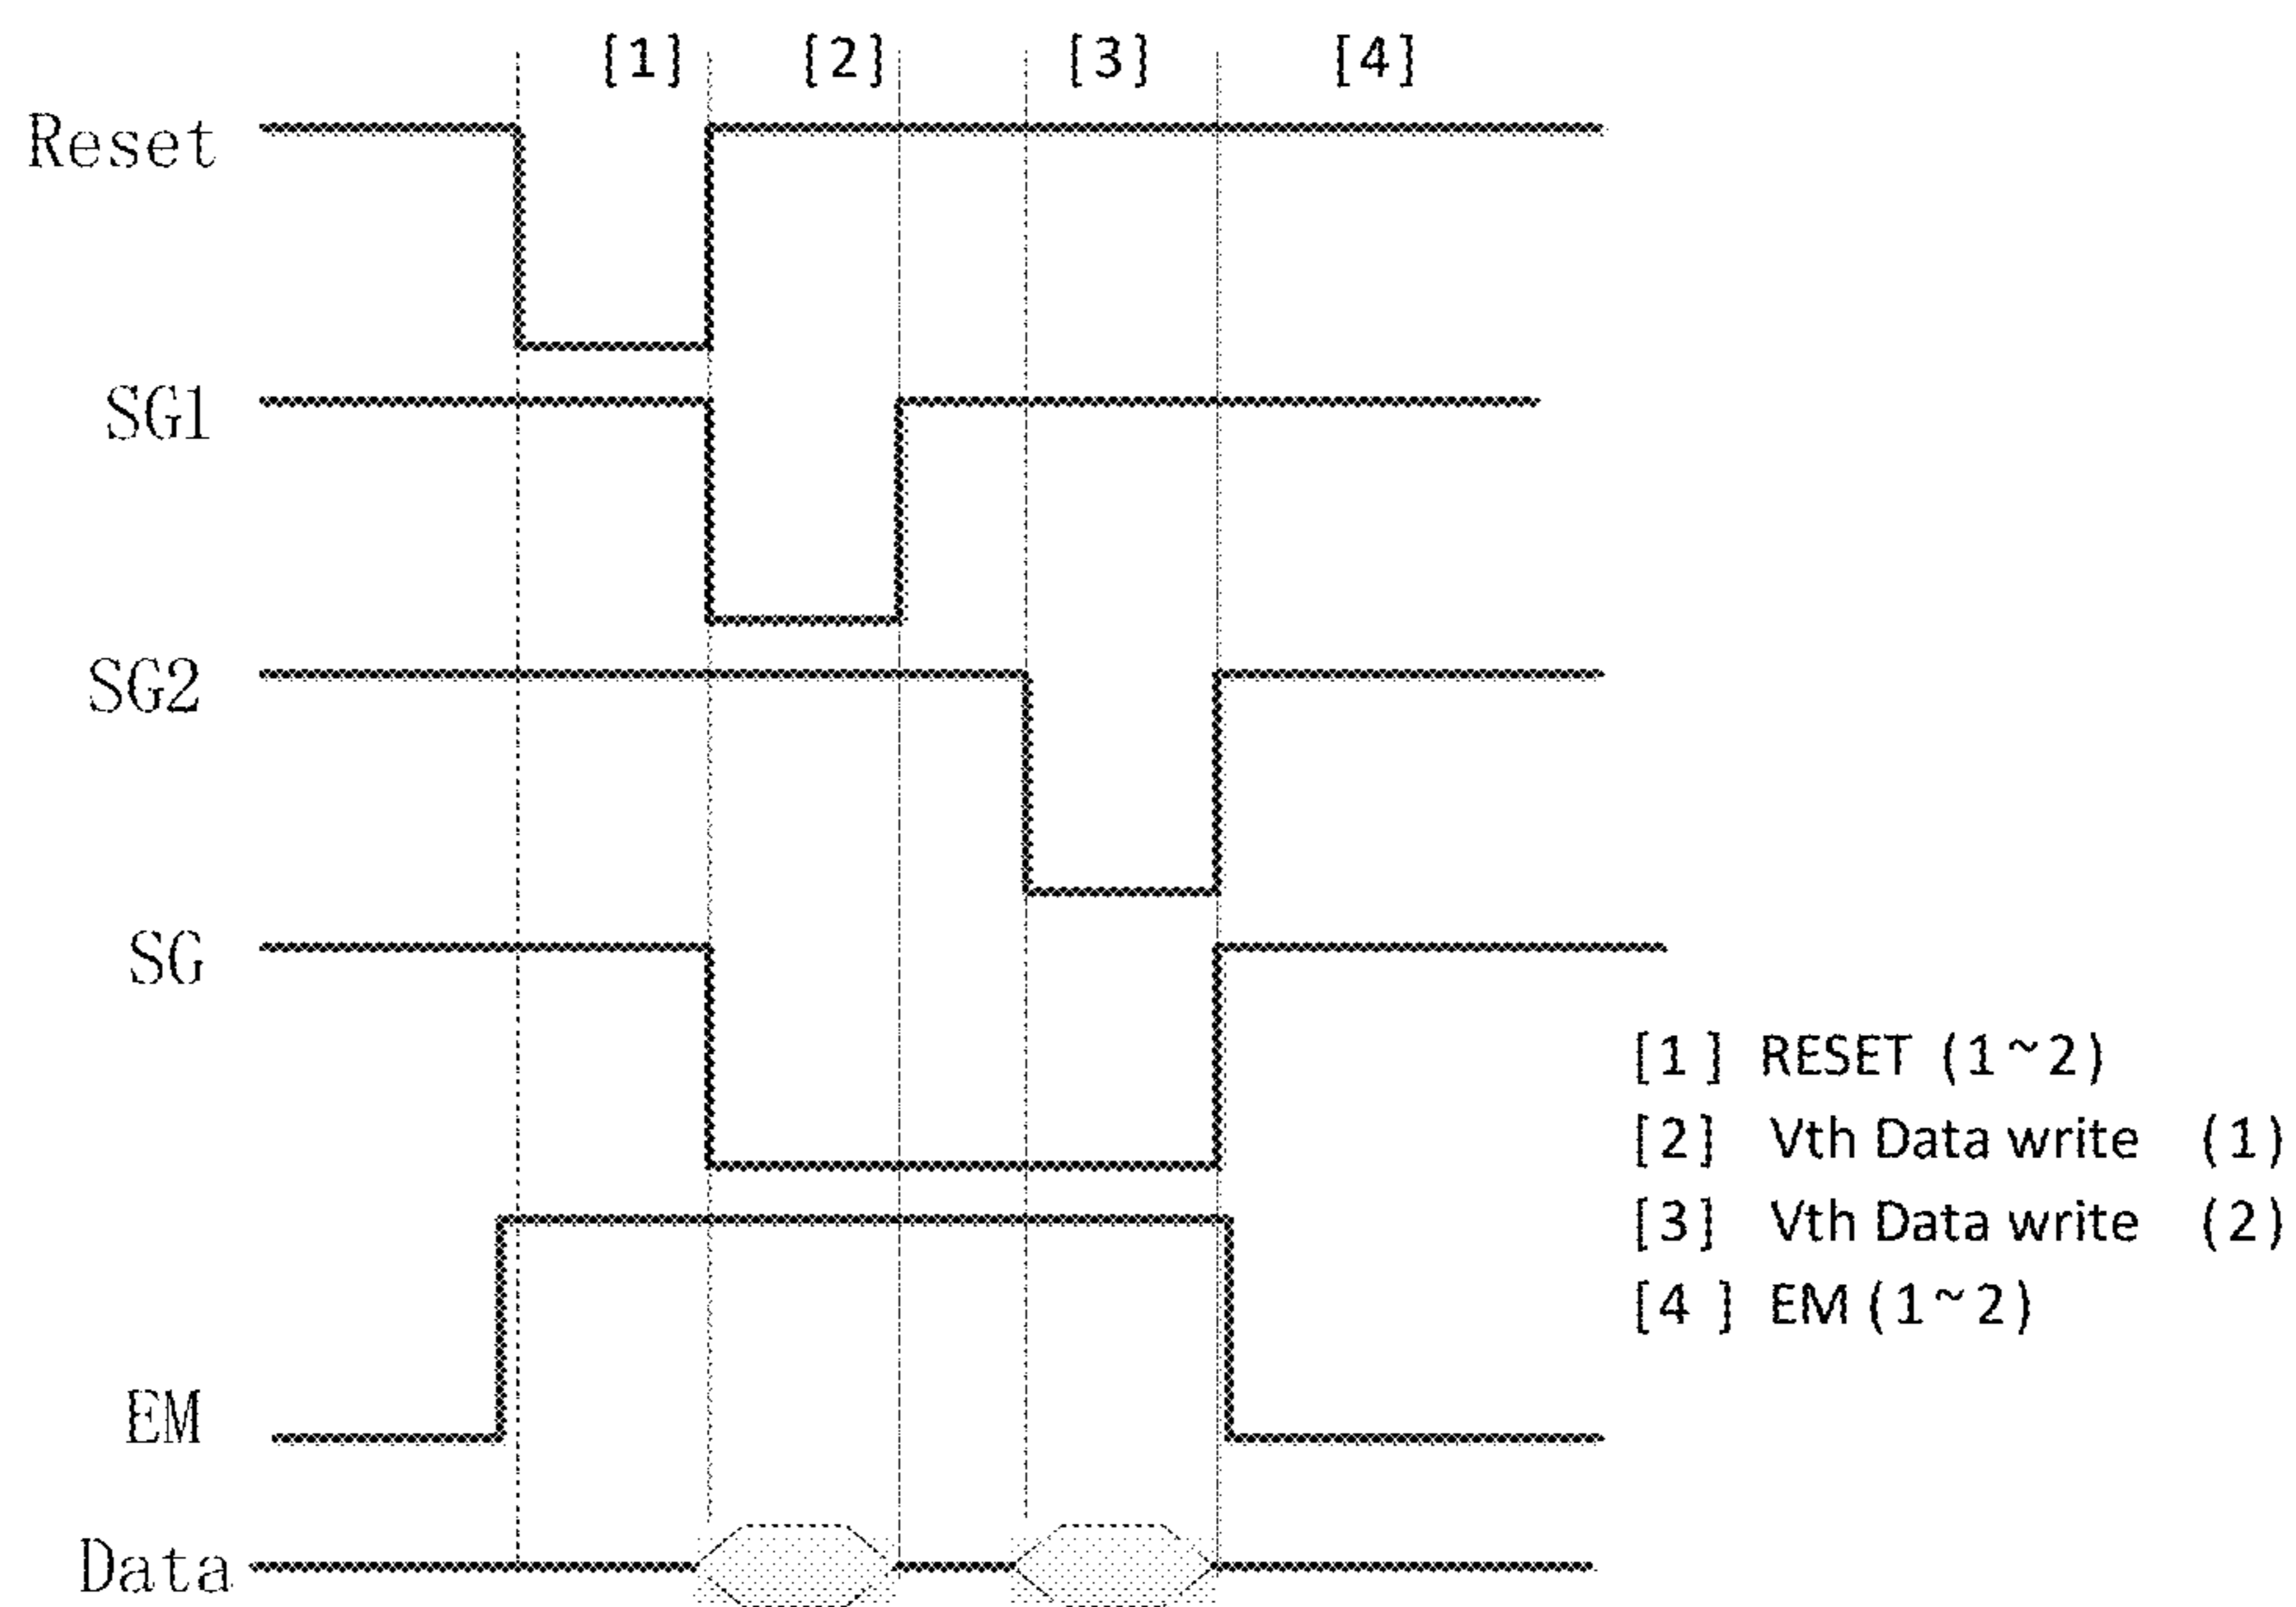 [1] [2] [3] [4]
Reset
SG1
SG2
SG
[1] RESET (1~2)
[2] Vth Data write (1)
[3] Vth Data write (2)
[4] EM (1~2)
EM
Data